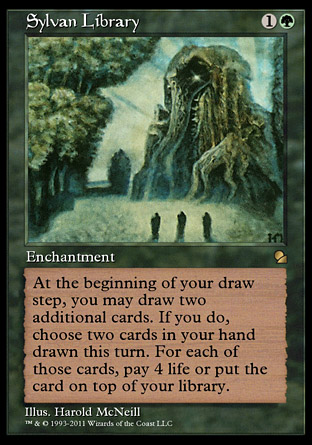 Sylvan Library 1
Enchantment
At the beginning of your draw
step, you may draw two
additional cards. If you do,
choose two cards in your hand
drawn this turn. For each of
those cards, pay 4 life or put the
card on top of your library.
Illus. Harold McNeill
™ & © 1993-2011 Wizards of the Coast LLC